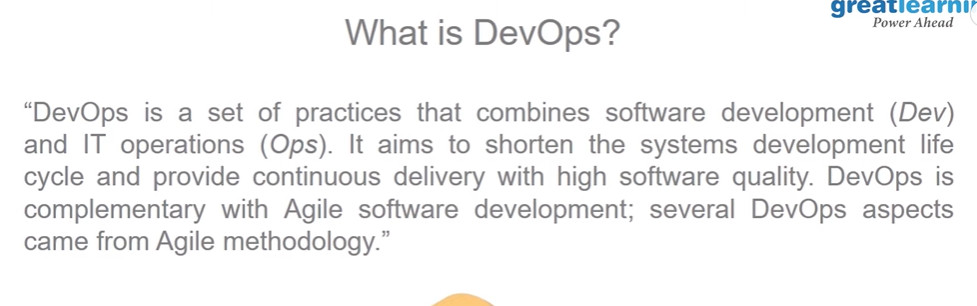 greatlearni
Power Ahead
What is DevOps?
“DevOps is a set of practices that combines software development (Dev)
and IT operations (Ops). It aims to shorten the systems development life
cycle and provide continuous delivery with high software quality. DevOps is
complementary with Agile software development; several DevOps aspects
came from Agile methodology.”